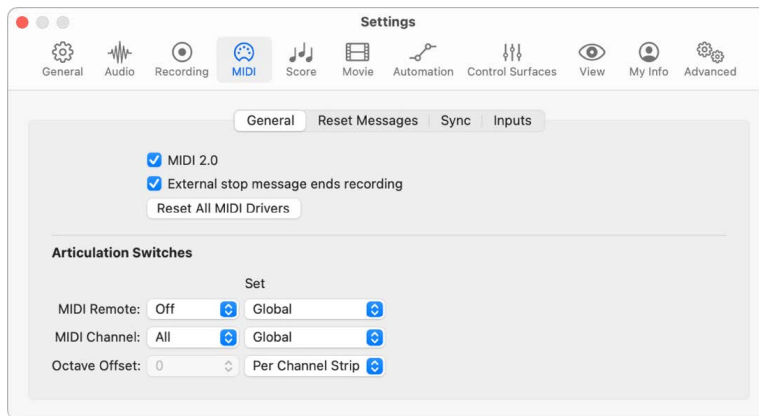 Settings
General Audio Recording MIDI Score Movie Automation Control Surfaces View My Info Advanced
General Reset Messages Sync Inputs
MIDI 2.0
External stop message ends recording
Reset All MIDI Drivers
Articulation Switches
Set
MIDI Remote: Off Global
MIDI Channel: All Global
Octave Offset: 0 Per Channel Strip